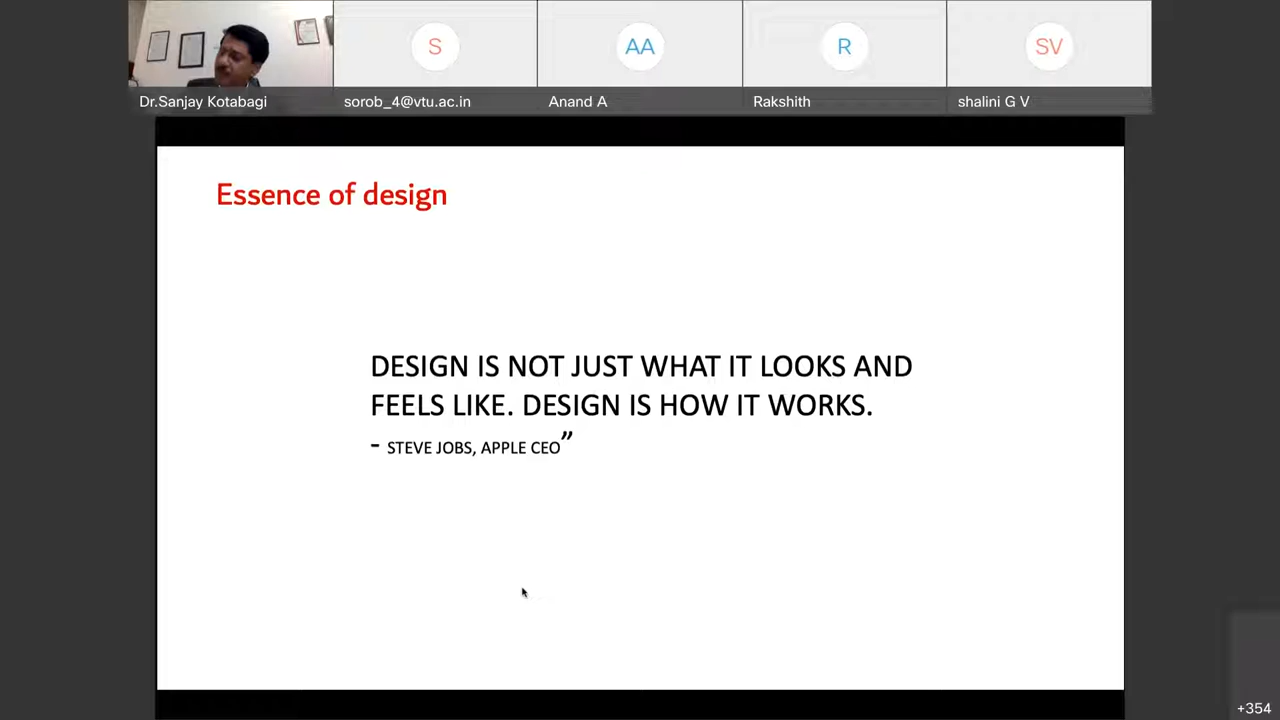 S
AA
R
SV
Dr.Sanjay Kotabagi
sorob_4@vtu.ac.in
Anand A
Rakshith
shalini G V
Essence of design
DESIGN IS NOT JUST WHAT IT LOOKS AND
FEELS LIKE. DESIGN IS HOW IT WORKS.
- STEVE JOBS, APPLE CEO”
+354